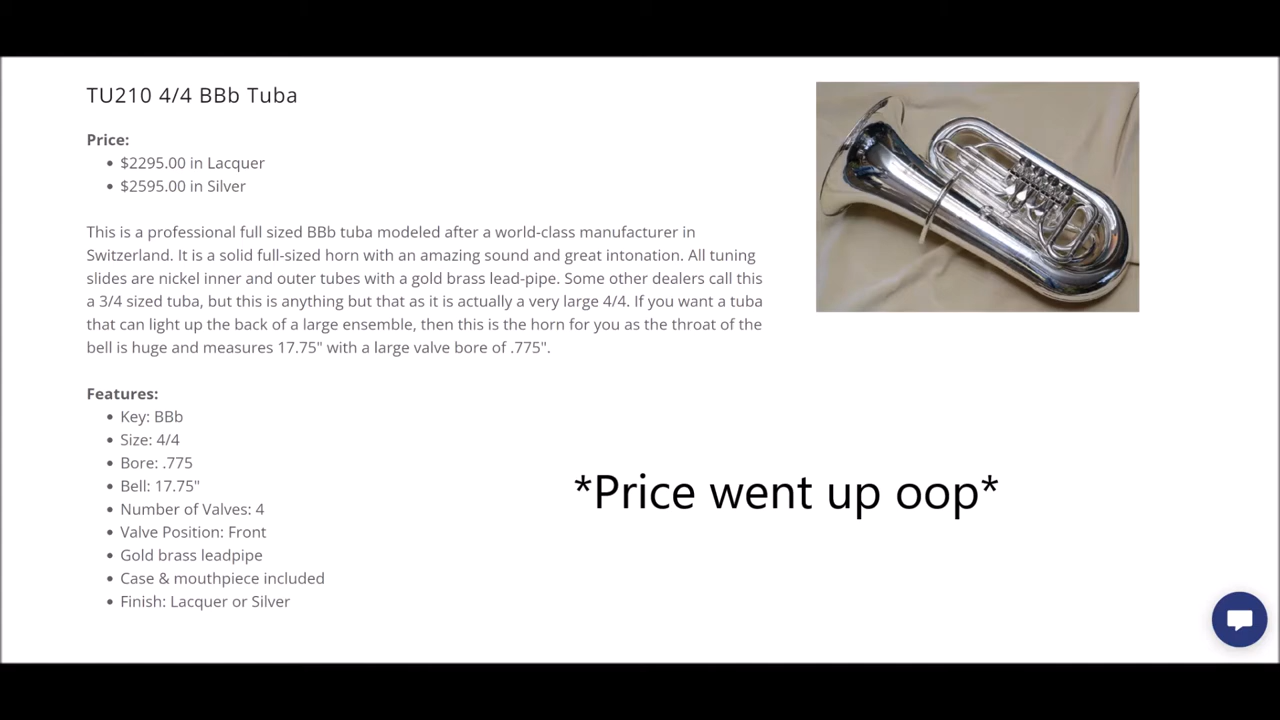 TU210 4/4 BBb Tuba
Price:
• $2295.00 in Lacquer
• $2595.00 in Silver
This is a professional full sized BBb tuba modeled after a world-class manufacturer in
Switzerland. It is a solid full-sized horn with an amazing sound and great intonation. All tuning
slides are nickel inner and outer tubes with a gold brass lead-pipe. Some other dealers call this
a 3/4 sized tuba, but this is anything but that as it is actually a very large 4/4. If you want a tuba
that can light up the back of a large ensemble, then this is the horn for you as the throat of the
bell is huge and measures 17.75" with a large valve bore of .775".
Features:
• Key: BBb
• Size: 4/4
• Bore: .775
• Bell: 17.75"
• Number of Valves: 4
• Valve Position: Front
• Gold brass leadpipe
• Case & mouthpiece included
• Finish: Lacquer or Silver
*Price went up oop*